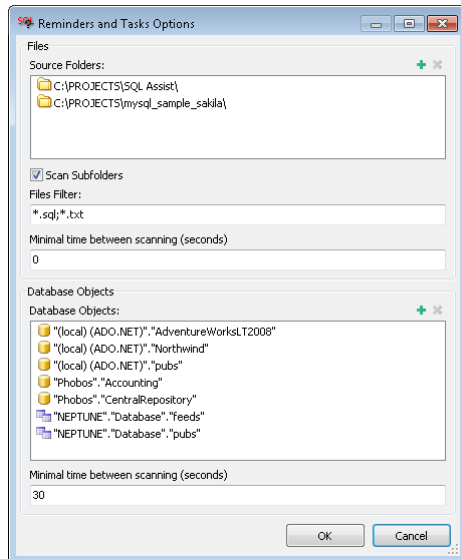 SQL Reminders and Tasks Options
Files
Source Folders:
C:\PROJECTS\SQL Assist\
C:\PROJECTS\mysql_sample_sakila\
Scan Subfolders
Files Filter:
*.sql;*.txt
Minimal time between scanning (seconds)
0
Database Objects
Database Objects:
"(local) (ADO.NET)"."AdventureWorksLT2008"
"(local) (ADO.NET)"."Northwind"
"(local) (ADO.NET)"."pubs"
"Phobos"."Accounting"
"Phobos"."CentralRepository"
"NEPTUNE"."Database"."feeds"
"NEPTUNE"."Database"."pubs"
Minimal time between scanning (seconds)
30
OK Cancel